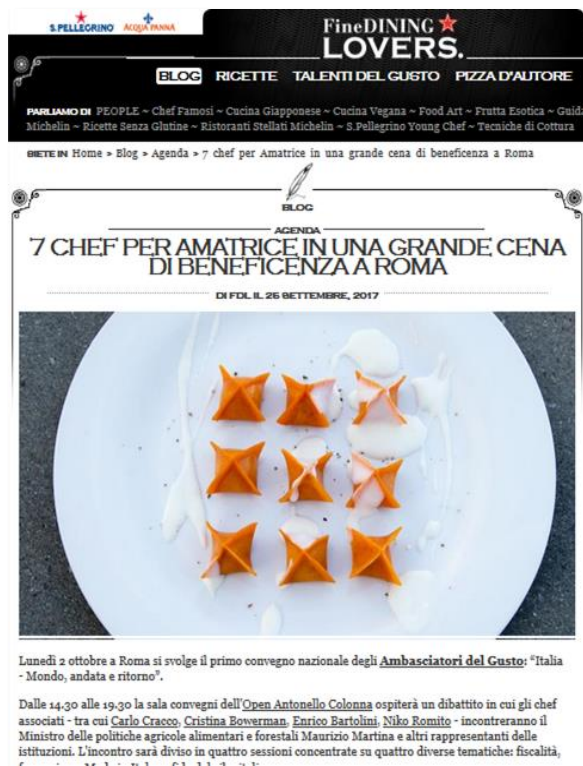 S.PELLEGRINO ACQUA PANNA
FineDINING
LOVERS.
BLOG RICETTE TALENTI DEL GUSTO PIZZA D'AUTORE
PARLIAMO DI PEOPLE ~ Chef Famosi ~ Cucina Giapponese ~ Cucina Vegana ~ Food Art ~ Frutta Esotica ~ Guid
Michelin ~ Ricette Senza Glutine ~ Ristoranti Stellati Michelin ~ S.Pellegrino Young Chef ~ Tecniche di Cottura
SIETE IN Home » Blog » Agenda » 7 chef per Amatrice in una grande cena di beneficenza a Roma
BLOG
AGENDA
7 CHEF PER AMATRICE IN UNA GRANDE CENA
DI BENEFICENZA A ROMA
DI FDL IL 25 SETTEMBRE, 2017
Lunedì 2 ottobre a Roma si svolge il primo convegno nazionale degli Ambasciatori del Gusto: “Italia
- Mondo, andata e ritorno”.
Dalle 14.30 alle 19.30 la sala convegni dell'Open Antonello Colonna ospiterà un dibattito in cui gli chef
associati - tra cui Carlo Cracco, Cristina Bowerman, Enrico Bartolini, Niko Romito - incontreranno il
Ministro delle politiche agricole alimentari e forestali Maurizio Martina e altri rappresentanti delle
istituzioni. L'incontro sarà diviso in quattro sessioni concentrate su quattro diverse tematiche: fiscalità,